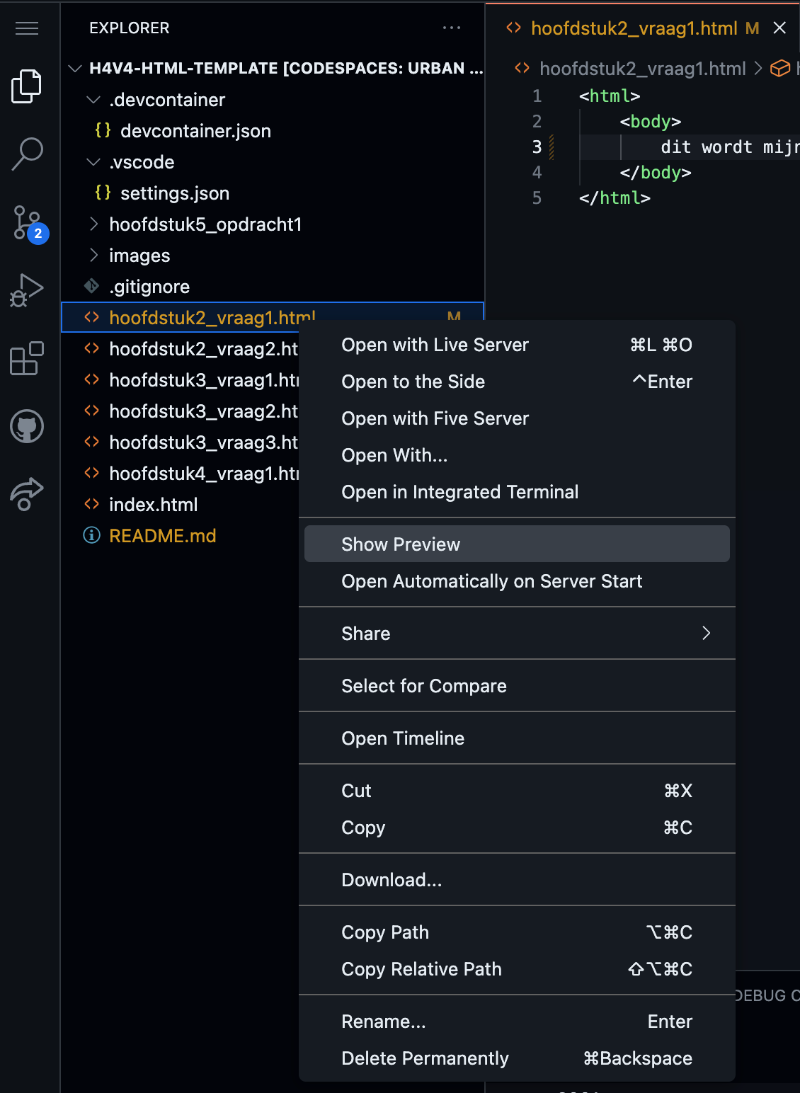 EXPLORER
H4V4-HTML-TEMPLATE [CODESPACES: URBAN ...
.devcontainer
{} devcontainer.json
.vscode
{} settings.json
hoofdstuk5_opdracht1
images
.gitignore
hoofdstuk2_vraag1.html M
hoofdstuk2_vraag2.ht
hoofdstuk3_vraag1.ht
hoofdstuk3_vraag2.ht
hoofdstuk3_vraag3.ht
hoofdstuk4_vraag1.ht
index.html
README.md
2
hoofdstuk2_vraag1.html M
hoofdstuk2_vraag1.html
1 <html>
2 <body>
3 dit wordt mijn
4 </body>
5 </html>
Open with Live Server ⌘L ⌘O
Open to the Side ^Enter
Open with Five Server
Open With...
Open in Integrated Terminal
Show Preview
Open Automatically on Server Start
Share
Select for Compare
Open Timeline
Cut ⌘X
Copy ⌘C
Download...
Copy Path ⌥⌘C
Copy Relative Path ⇧⌥⌘C
Rename... Enter
Delete Permanently ⌘Backspace
DEBUG C